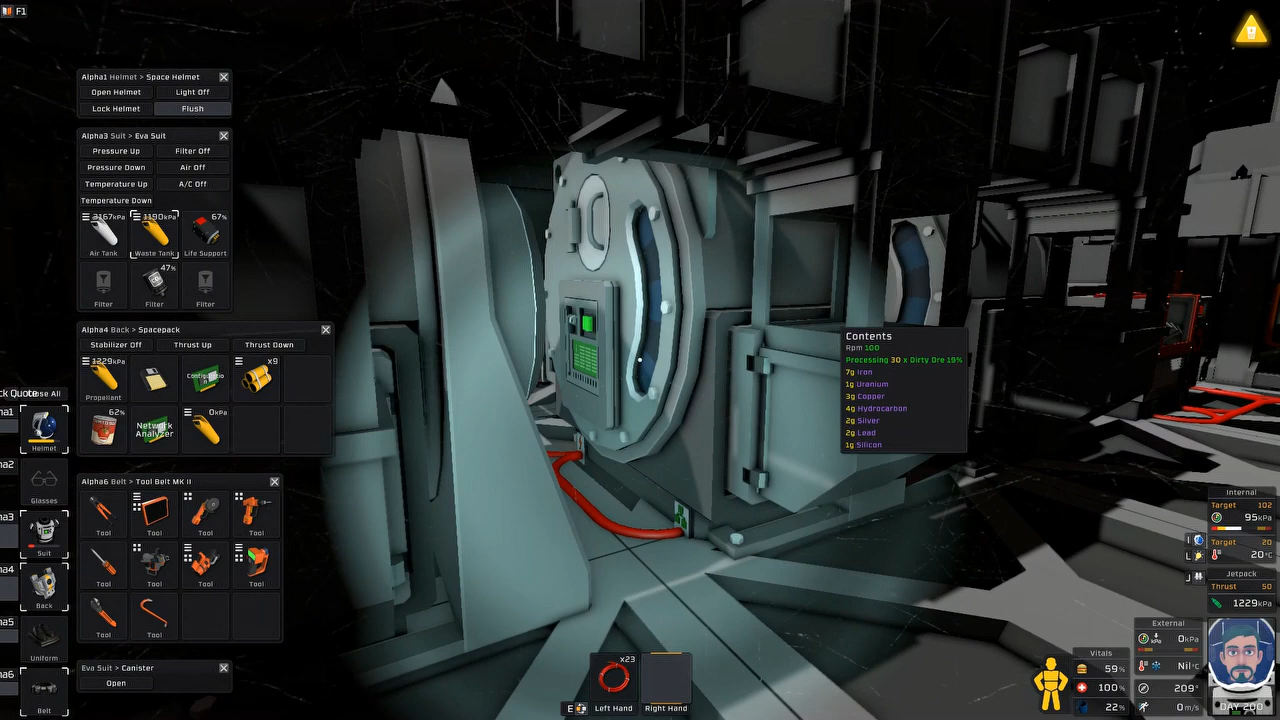 F1
Alpha1 Helmet > Space Helmet
Open Helmet
Light Off
Lock Helmet
Flush
Alpha3 Suit > Eva Suit
Pressure Up
Filter Off
Pressure Down
Air Off
Temperature Up
A/C Off
Temperature Down
3167kPa
1190kPa
67%
Air Tank
Waste Tank
Life Support
47%
Filter
Filter
Filter
Alpha4 Back > Spacepack
Stabilizer Off
Thrust Up
Thrust Down
1229kPa
x9
Propellant
62%
Network
Analyzer
0kPa
Alpha6 Belt > Tool Belt MK II
Tool
Tool
Tool
Tool
Tool
Tool
Tool
Tool
Tool
Tool
Eva Suit > Canister
Open
Helmet
Glasses
Suit
Back
Uniform
Belt
Contents
Rpm 100
Processing 30 x Dirty Ore 19%
7g Iron
1g Uranium
3g Copper
4g Hydrocarbon
2g Silver
2g Lead
1g Silicon
x23
E
Left Hand
Right Hand
Internal
Target 102
95kPa
Target 20
20°C
Jetpack
Thrust 50
1229kPa
External
0kPa
Nil°C
209°
0m/s
Vitals
59%
100%
22%
DAY 200